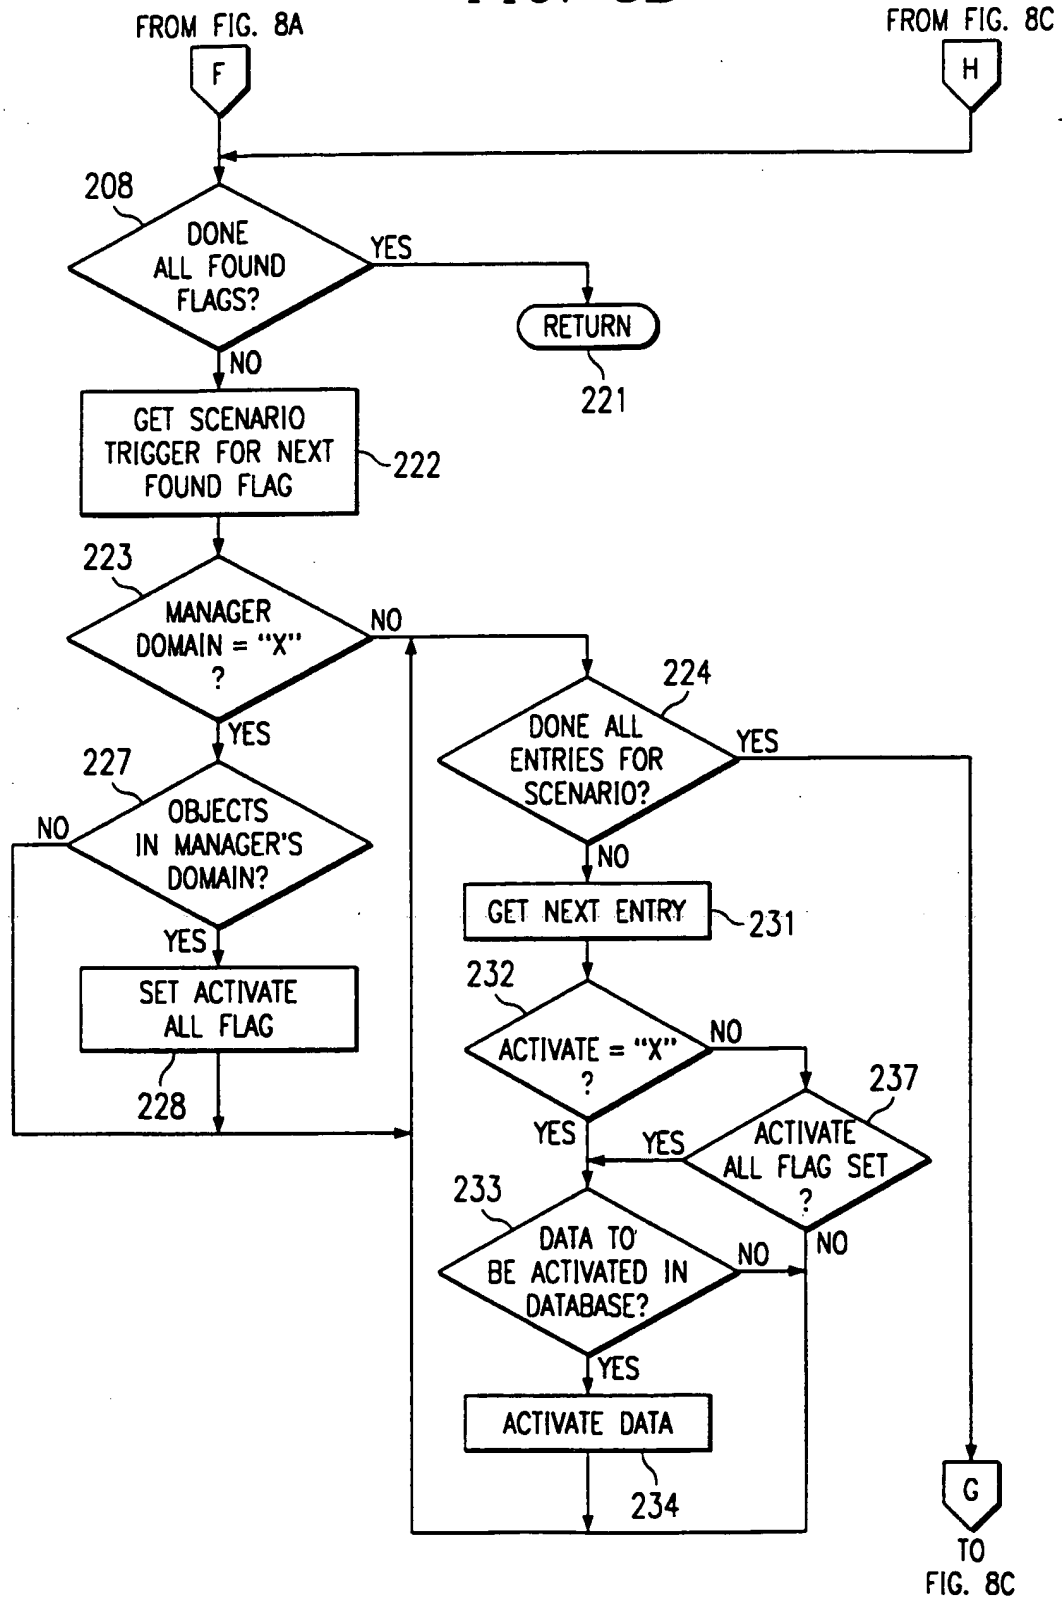 FROM FIG. 8A
FROM FIG. 8C
F
H
208
DONE
ALL FOUND
FLAGS?
YES
RETURN
221
NO
GET SCENARIO
TRIGGER FOR NEXT
FOUND FLAG
222
223
MANAGER
DOMAIN = “X”
?
NO
YES
224
DONE ALL
ENTRIES FOR
SCENARIO?
YES
NO
227
OBJECTS
IN MANAGER'S
DOMAIN?
NO
YES
SET ACTIVATE
ALL FLAG
228
GET NEXT ENTRY
231
232
ACTIVATE = “X”
?
NO
YES
237
ACTIVATE
ALL FLAG SET
?
YES
NO
233
DATA TO
BE ACTIVATED IN
DATABASE?
NO
YES
ACTIVATE DATA
234
G
TO
FIG. 8C